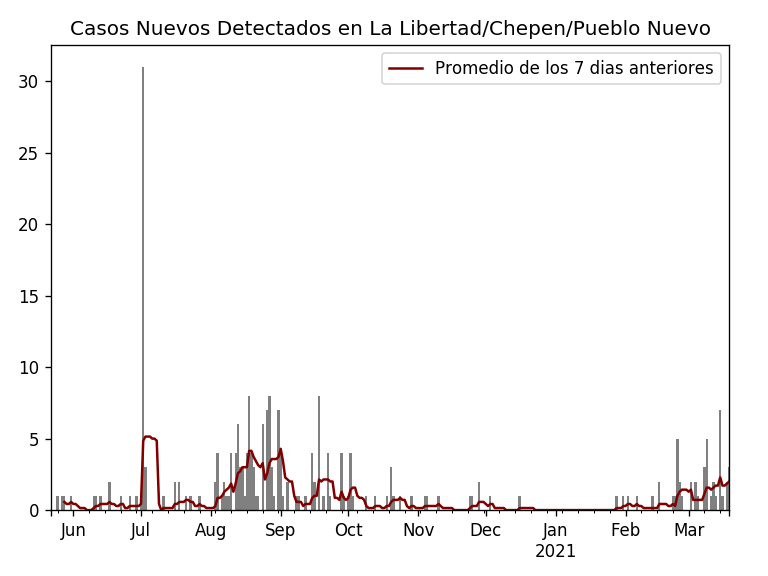 Casos Nuevos Detectados en La Libertad/Chepen/Pueblo Nuevo
Promedio de los 7 dias anteriores
30
25
20
15
10
5
0
Jun Jul Aug Sep Oct Nov Dec Jan Feb Mar
2021